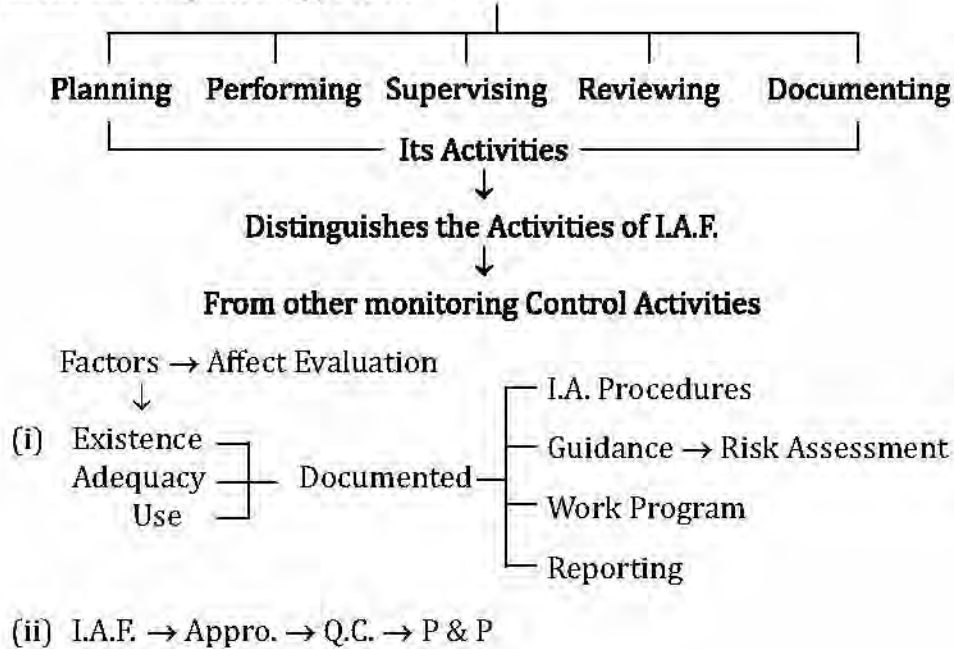 Planning Performing Supervising Reviewing Documenting
Its Activities
↓
Distinguishes the Activities of I.A.F.
↓
From other monitoring Control Activities
Factors → Affect Evaluation
↓
(i) Existence
Adequacy
Use
Documented
I.A. Procedures
Guidance → Risk Assessment
Work Program
Reporting
(ii) I.A.F. → Appro. → Q.C. → P & P